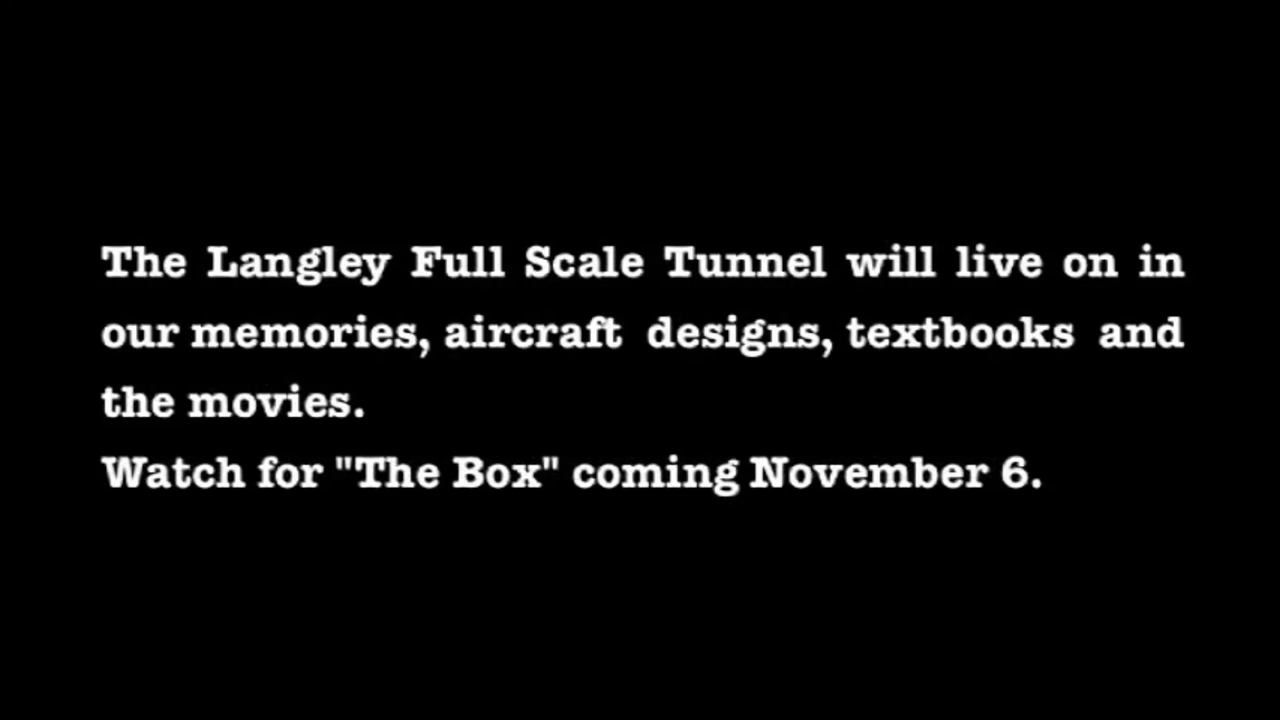 The Langley Full Scale Tunnel will live on in
our memories, aircraft designs, textbooks and
the movies.
Watch for "The Box" coming November 6.